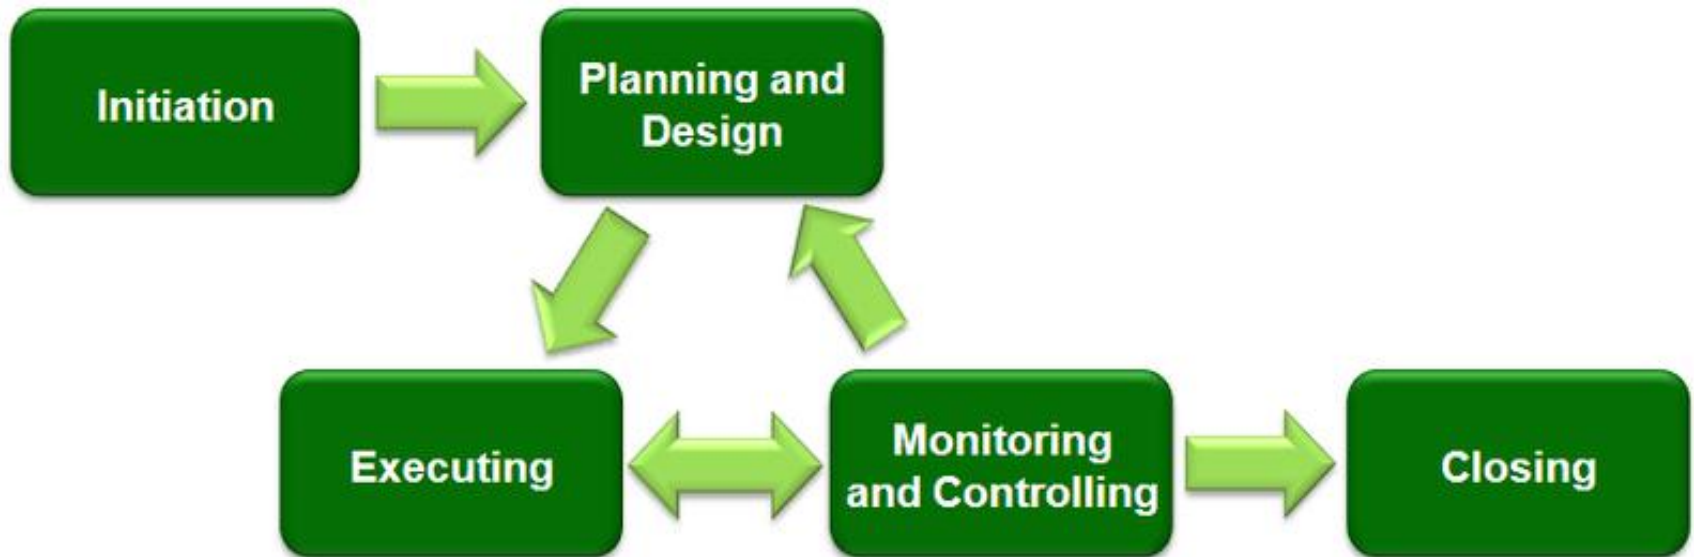 Initiation
Planning and
Design
Executing
Monitoring
and Controlling
Closing